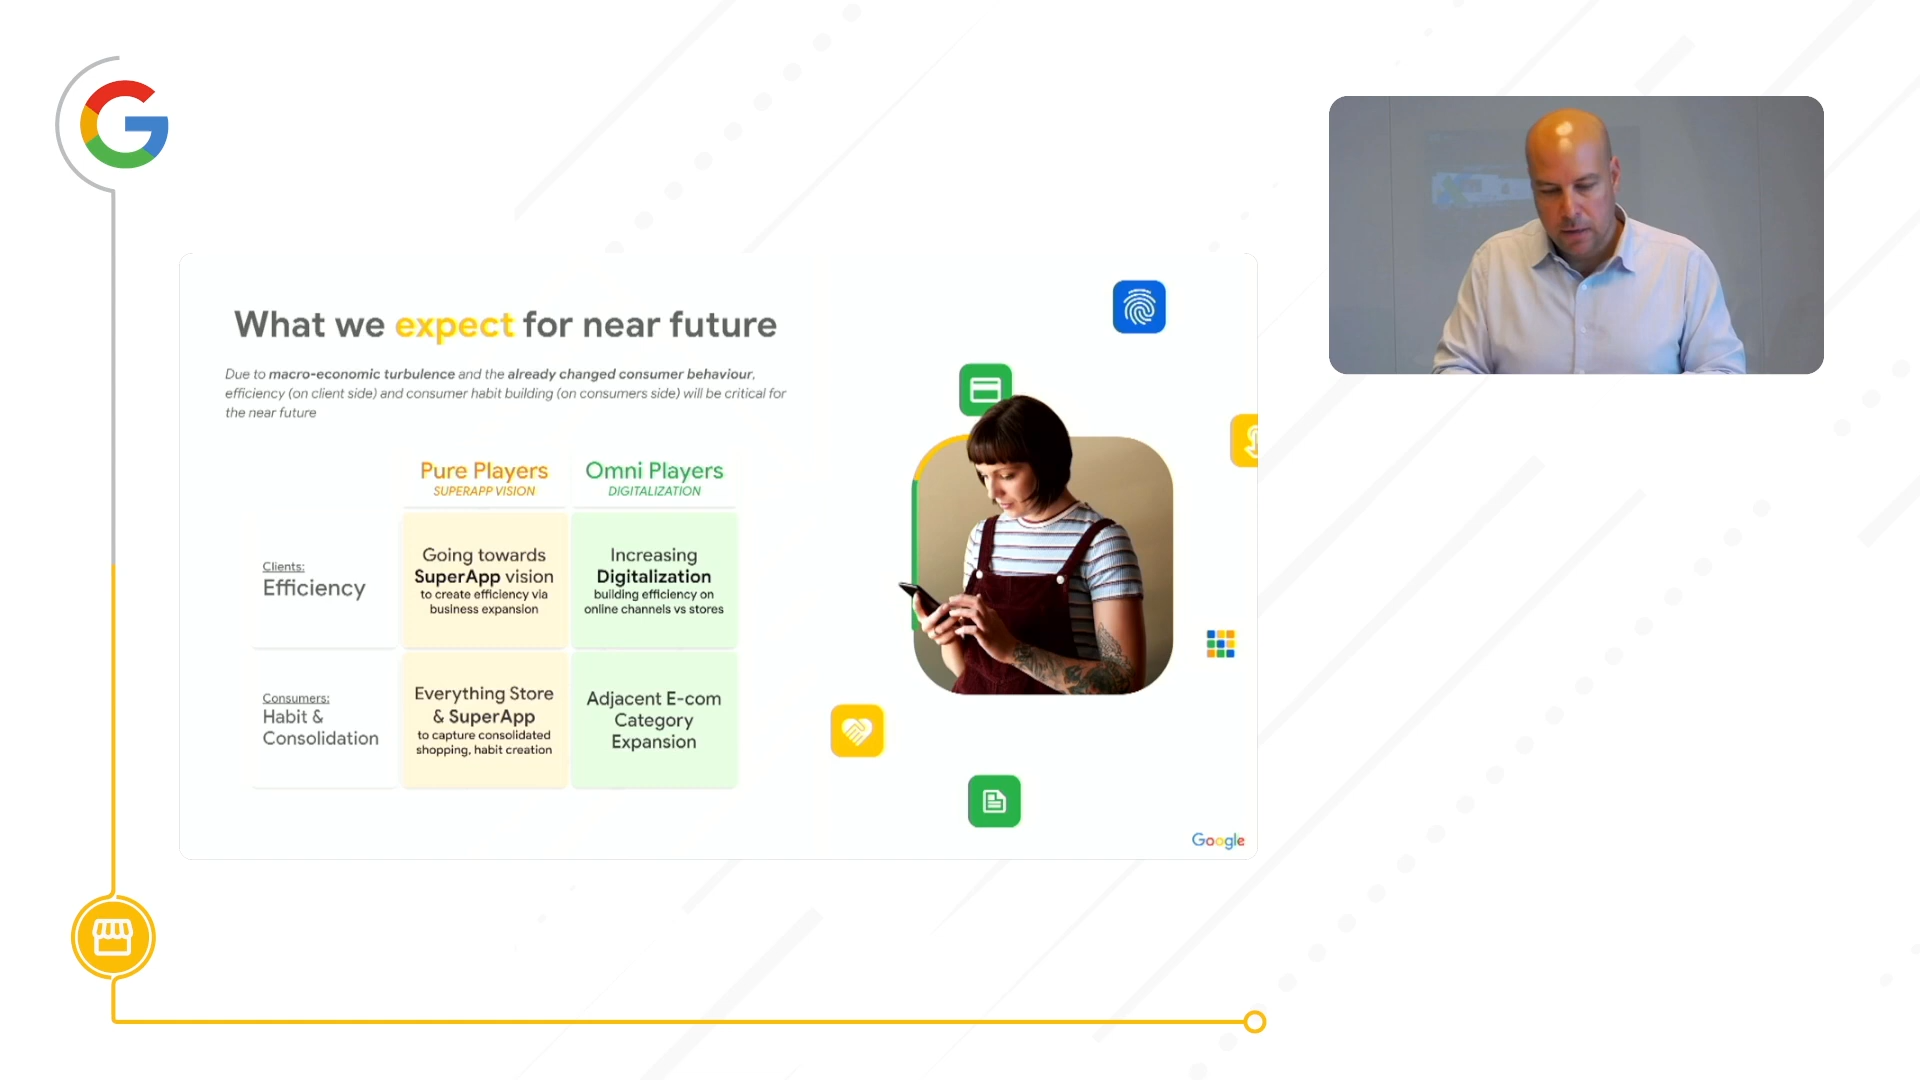 What we expect for near future
Due to macro-economic turbulence and the already changed consumer behaviour,
efficiency (on client side) and consumer habit building (on consumers side) will be critical for
the near future
Pure Players
SUPERAPP VISION
Omni Players
DIGITALIZATION
Clients:
Efficiency
Going towards
SuperApp vision
to create efficiency via
business expansion
Increasing
Digitalization
building efficiency on
online channels vs stores
Consumers:
Habit &
Consolidation
Everything Store
& SuperApp
to capture consolidated
shopping, habit creation
Adjacent E-com
Category
Expansion
Google